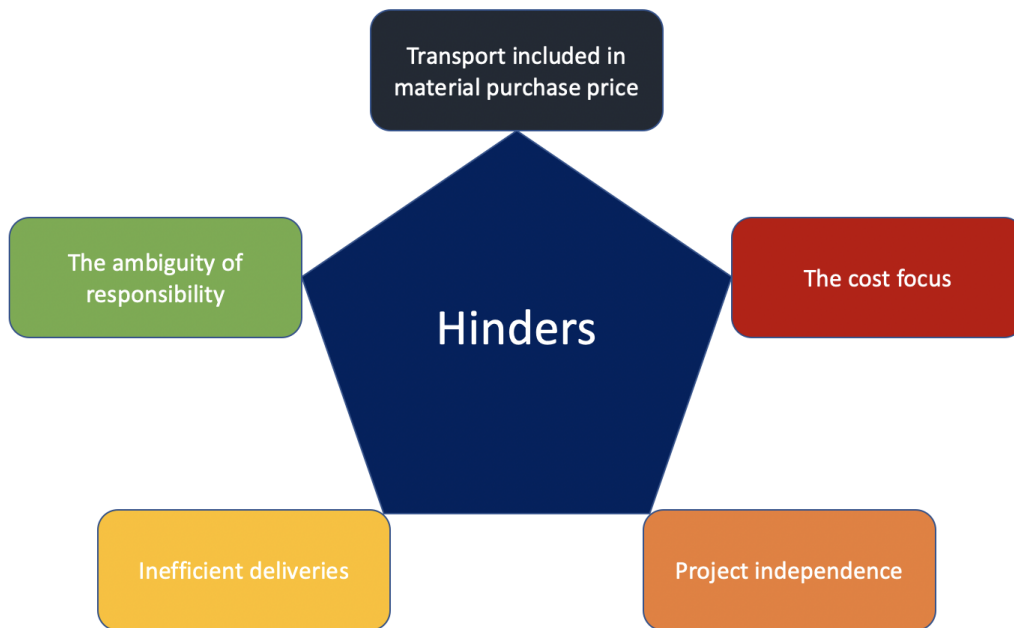 Transport included in
material purchase price
The ambiguity of
responsibility
The cost focus
Hinders
Inefficient deliveries
Project independence